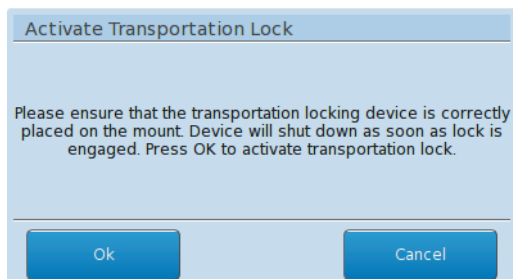 Activate Transportation Lock
Please ensure that the transportation locking device is correctly
placed on the mount. Device will shut down as soon as lock is
engaged. Press OK to activate transportation lock.
Ok
Cancel